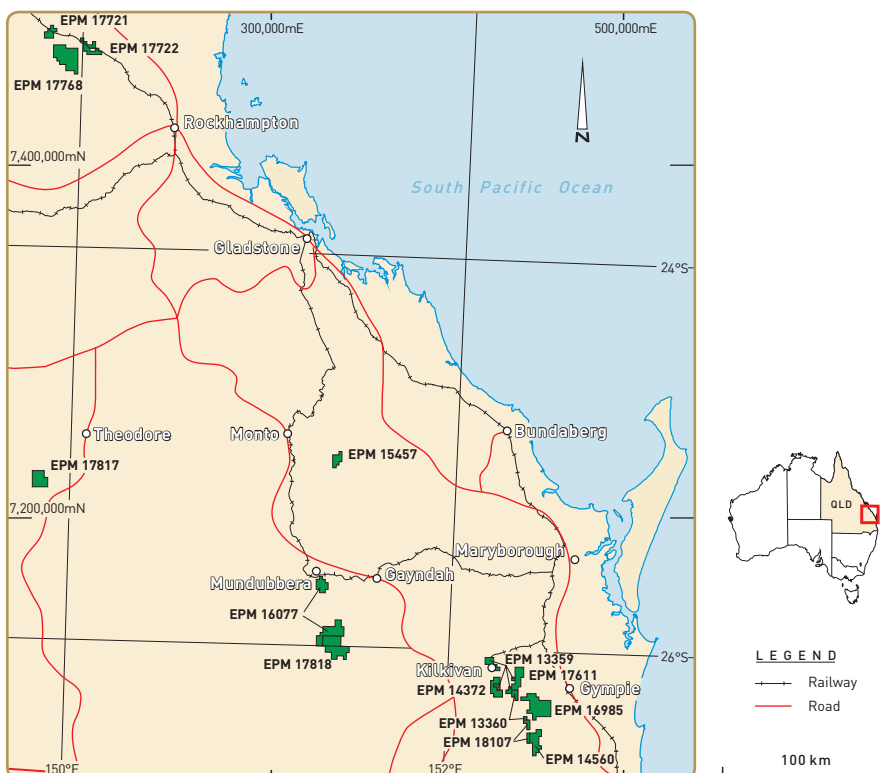 EPM 17721
300,000mE
500,000mE
EPM 17722
EPM 17768
Rockhampton
N
7,400,000mN
South Pacific Ocean
Gladstone
24°S
Theodore
Monto
Bundaberg
EPM 15457
EPM 17817
QLD
7,200,000mN
Maryborough
Mundubbera
Gayndah
EPM 16077
EPM 17818
EPM 13359
26°S
Kilkivan
EPM 17611
EPM 14372
Gympie
EPM 16985
EPM 13360
EPM 18107
EPM 14560
150°E
152°E
LEGEND
Railway
Road
100 km